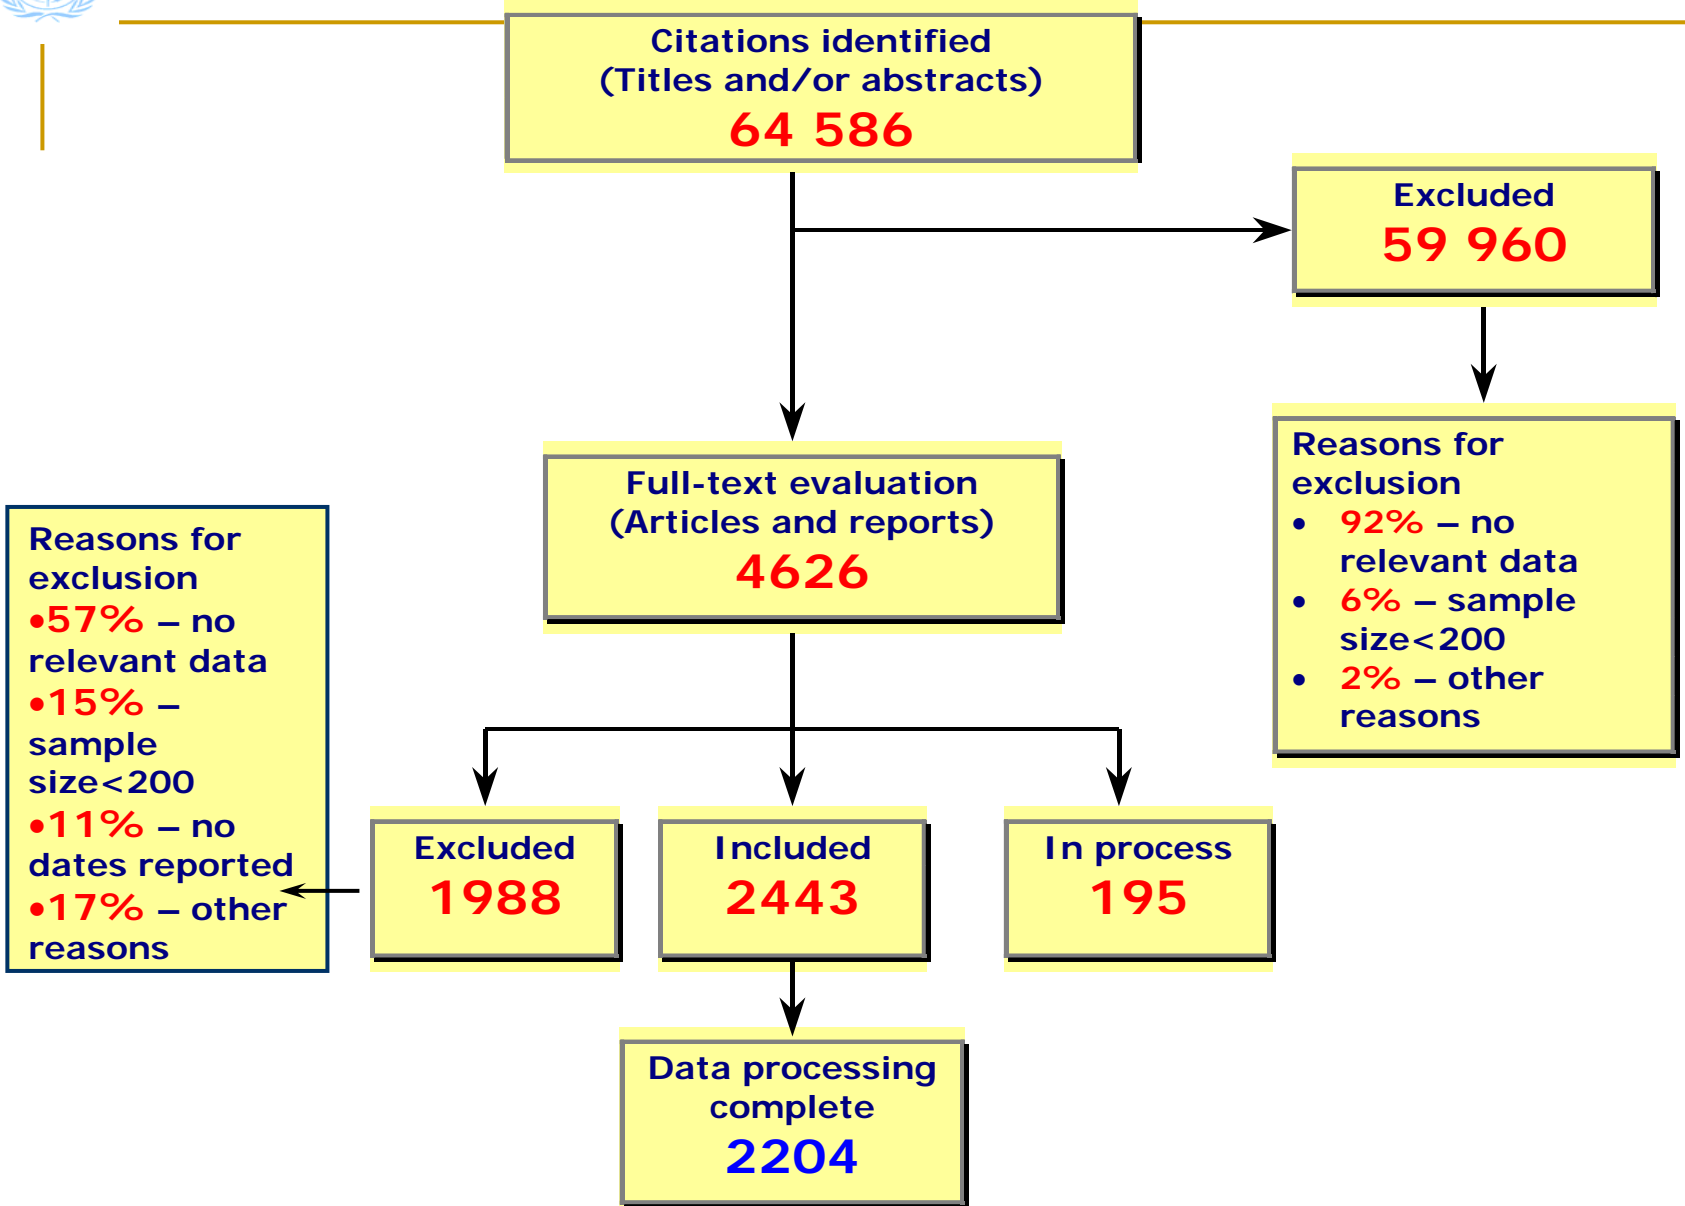 Citations identified
(Titles and/or abstracts)
64 586
Excluded
59 960
Reasons for
exclusion
• 92% – no
relevant data
• 6% – sample
size<200
• 2% – other
reasons
Full-text evaluation
(Articles and reports)
4626
Reasons for
exclusion
•57% – no
relevant data
•15% –
sample
size<200
•11% – no
dates reported
•17% – other
reasons
Excluded
1988
Included
2443
In process
195
Data processing
complete
2204